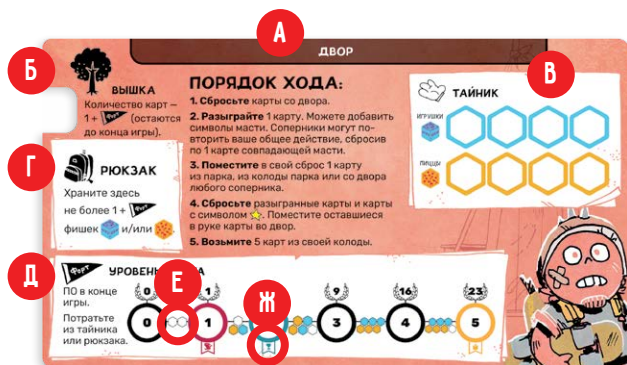 А
ДВОР
Б
ВЫШКА
Количество карт –
1 + Форт (остаются
до конца игры).
ПОРЯДОК ХОДА:
1. Сбросьте карты со двора.
2. Разыграйте 1 карту. Можете добавить
символы масти. Соперники могут по-
вторить ваше общее действие, сбросив
по 1 карте совпадающей масти.
3. Поместите в свой сброс 1 карту
из парка, из колоды парка или со двора
любого соперника.
4. Сбросьте разыгранные карты и карты
с символом. Поместите оставшиеся
в руке карты во двор.
5. Возьмите 5 карт из своей колоды.
В
ТАЙНИК
ИГРУШКИ
ПИЦЦЫ
Г
РЮКЗАК
Храните здесь
не более 1 + Форт
фишек и/или
Д
Форт
УРОВЕНЬ
Е
Ж
ПО в конце
игры.
Потратьте
из тайника
или рюкзака.
0 1 9 16 23
0 1 3 4 5